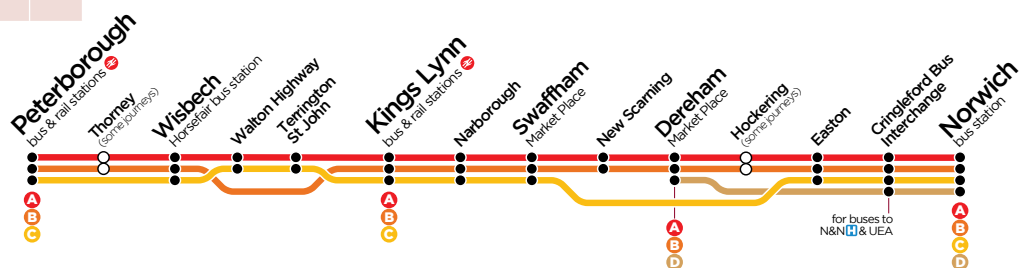 Peterborough
bus & rail stations
Thorney
(some journeys)
Wisbech
Horsefair bus station
Walton Highway
Terrington
St John
Kings Lynn
bus & rail stations
Narborough
Swaffham
Market Place
New Scarning
Dereham
Market Place
Hockering
(some journeys)
Easton
Cringleford Bus
Interchange
Norwich
bus station
A
B
C
A
B
C
A
B
D
for buses to
N&N H & UEA
A
B
C
D